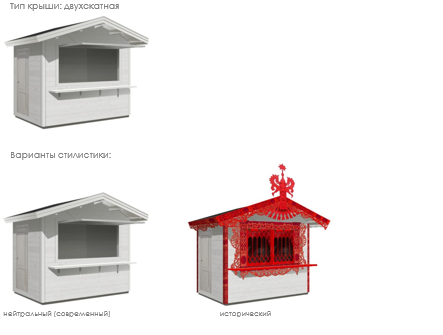 Тип крыши: двухскатная
Варианты стилистики:
нейтральный (современный)
исторический